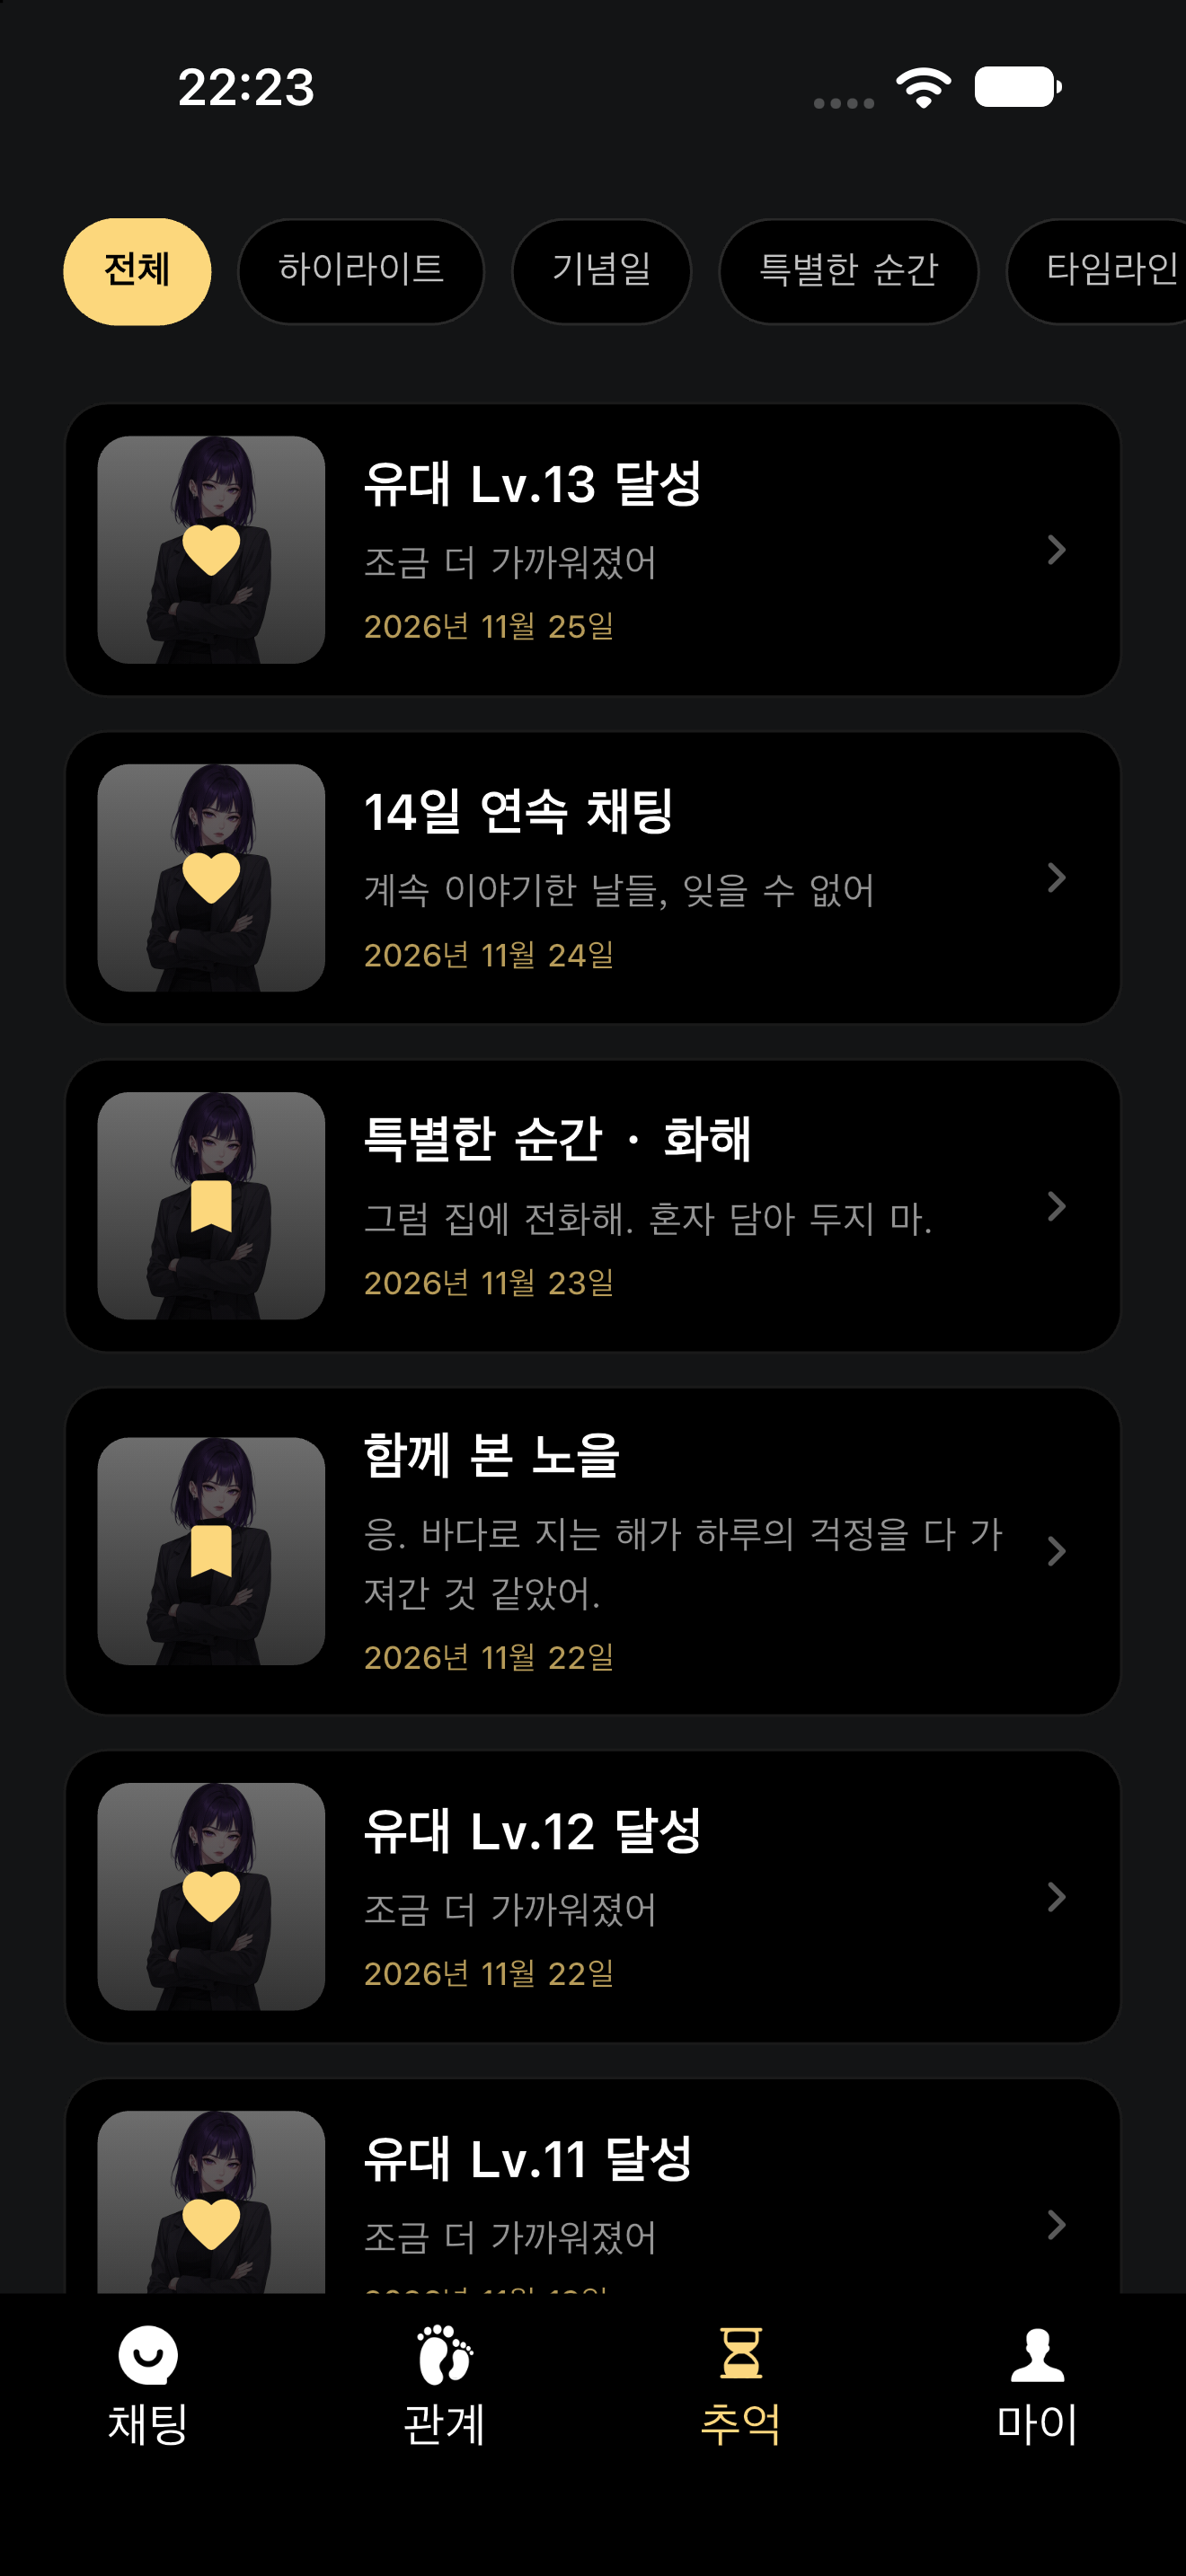 22:23
전체
하이라이트
기념일
특별한 순간
타임라인
유대 Lv.13 달성
조금 더 가까워졌어
2026년 11월 25일
14일 연속 채팅
계속 이야기한 날들, 잊을 수 없어
2026년 11월 24일
특별한 순간 · 화해
그럼 집에 전화해. 혼자 담아 두지 마.
2026년 11월 23일
함께 본 노을
응. 바다로 지는 해가 하루의 걱정을 다 가
져간 것 같았어.
2026년 11월 22일
유대 Lv.12 달성
조금 더 가까워졌어
2026년 11월 22일
유대 Lv.11 달성
조금 더 가까워졌어
채팅
관계
추억
마이